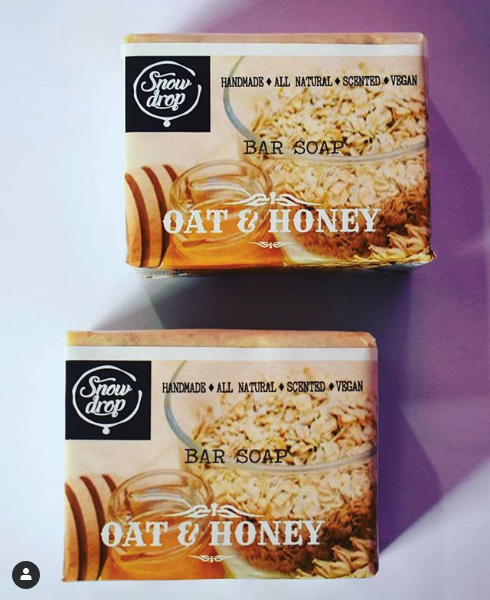 Snow
drop
HANDMADE ♦ ALL NATURAL ♦ SCENTED ♦ VEGAN
BAR SOAP
OAT & HONEY
Snow
drop
HANDMADE ♦ ALL NATURAL ♦ SCENTED ♦ VEGAN
BAR SOAP
OAT & HONEY